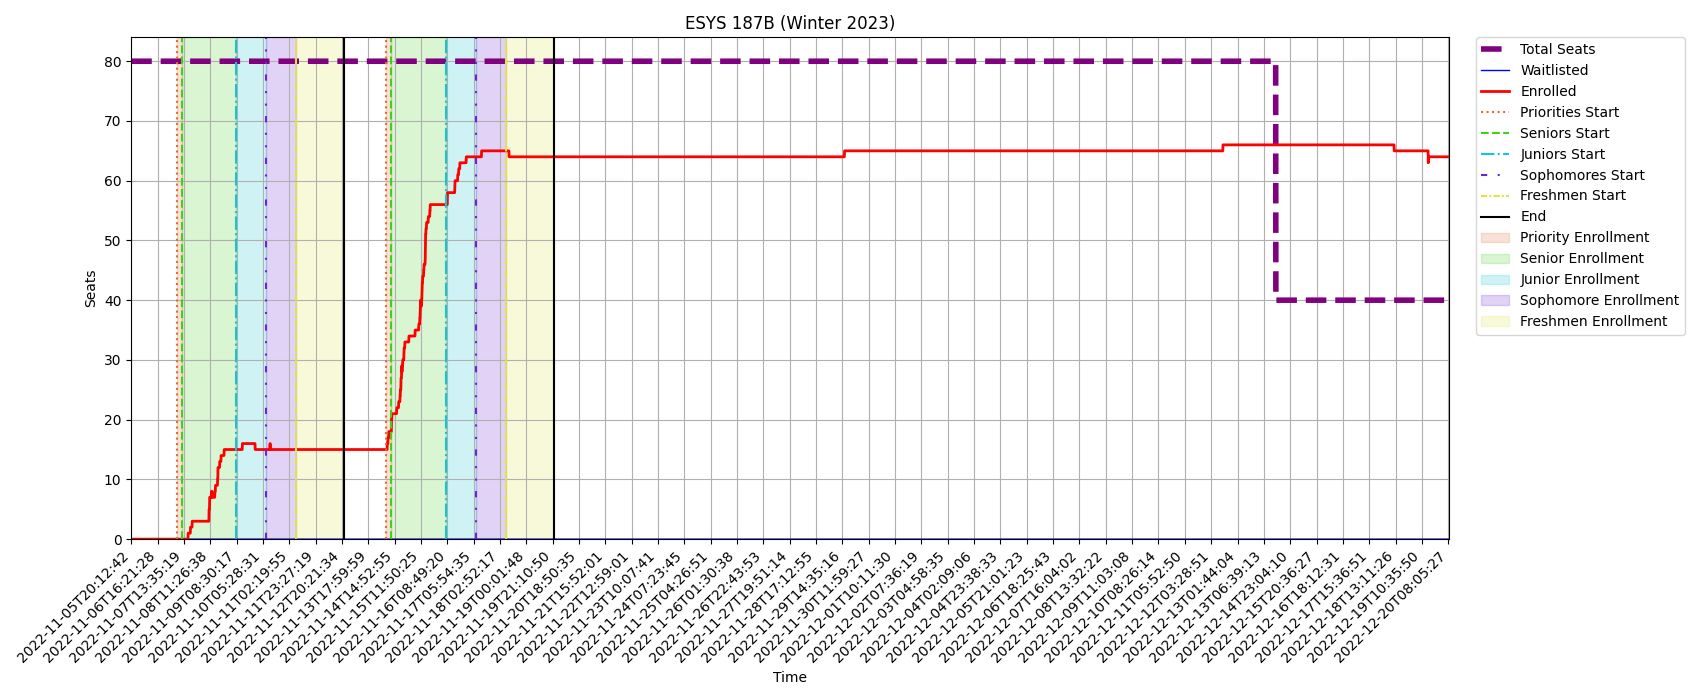 ESYS 187B (Winter 2023)
80
70
60
50
40
30
20
10
0
Seats
2022-11-05T20:12:42
2022-11-06T16:21:28
2022-11-07T13:35:19
2022-11-08T11:26:38
2022-11-09T08:30:17
2022-11-10T05:28:31
2022-11-11T02:19:55
2022-11-11T23:27:19
2022-11-12T20:21:34
2022-11-13T17:59:59
2022-11-14T14:52:55
2022-11-15T11:50:25
2022-11-16T08:49:20
2022-11-17T05:54:35
2022-11-18T02:52:17
2022-11-19T00:01:48
2022-11-19T21:10:50
2022-11-20T18:50:35
2022-11-21T15:52:01
2022-11-22T12:59:01
2022-11-23T10:07:41
2022-11-24T07:23:45
2022-11-25T04:26:51
2022-11-26T01:30:38
2022-11-26T22:43:53
2022-11-27T19:51:14
2022-11-28T17:12:55
2022-11-29T14:35:16
2022-11-30T11:59:27
2022-12-01T10:11:30
2022-12-02T07:36:19
2022-12-03T04:58:35
2022-12-04T02:09:06
2022-12-04T23:38:33
2022-12-05T21:01:23
2022-12-06T18:25:43
2022-12-07T16:04:02
2022-12-08T13:32:22
2022-12-09T11:03:08
2022-12-10T08:26:14
2022-12-11T05:52:50
2022-12-12T03:28:51
2022-12-13T01:44:04
2022-12-13T06:39:13
2022-12-14T23:04:10
2022-12-15T20:36:27
2022-12-16T18:12:31
2022-12-17T15:36:51
2022-12-18T13:11:26
2022-12-19T10:35:50
2022-12-20T08:05:27
Time
Total Seats
Waitlisted
Enrolled
Priorities Start
Seniors Start
Juniors Start
Sophomores Start
Freshmen Start
End
Priority Enrollment
Senior Enrollment
Junior Enrollment
Sophomore Enrollment
Freshmen Enrollment